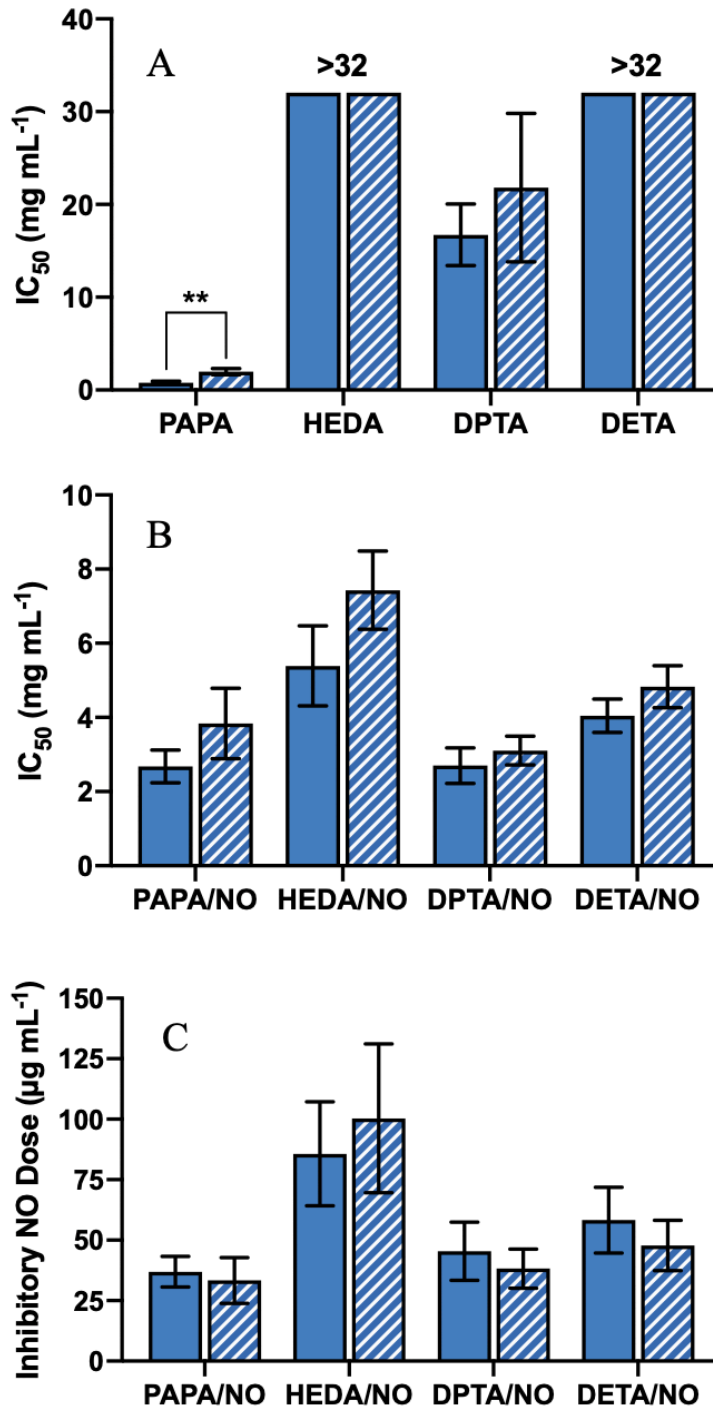 A
IC50 (mg mL-1)
40
30
20
10
0
>32
>32
**
PAPA
HEDA
DPTA
DETA
B
IC50 (mg mL-1)
10
8
6
4
2
0
PAPA/NO
HEDA/NO
DPTA/NO
DETA/NO
C
Inhibitory NO Dose (µg mL-1)
150
125
100
75
50
25
0
PAPA/NO
HEDA/NO
DPTA/NO
DETA/NO